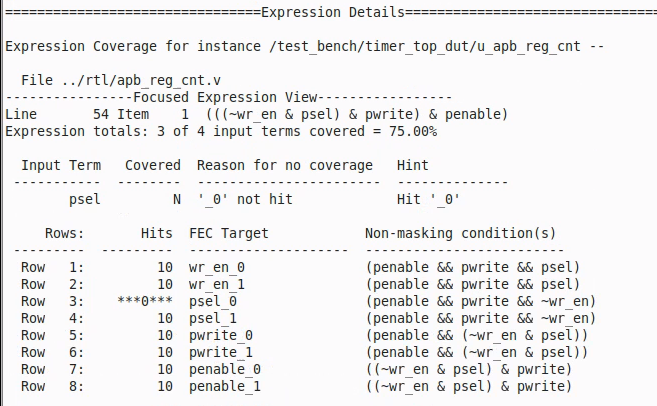 ================================Expression Details================================
Expression Coverage for instance /test_bench/timer_top_dut/u_apb_reg_cnt --
File ../rtl/apb_reg_cnt.v
----------------Focused Expression View-----------------
Line       54 Item    1  (((~wr_en & psel) & pwrite) & penable)
Expression totals: 3 of 4 input terms covered = 75.00%
  Input Term   Covered  Reason for no coverage   Hint
 -----------  --------  -----------------------  --------------
        psel         N  '_0' not hit             Hit '_0'
     Rows:       Hits  FEC Target            Non-masking condition(s)
 ---------  ---------  --------------------  -------------------------
  Row   1:         10  wr_en_0               (penable && pwrite && psel)
  Row   2:         10  wr_en_1               (penable && pwrite && psel)
  Row   3:    ***0***  psel_0                (penable && pwrite && ~wr_en)
  Row   4:         10  psel_1                (penable && pwrite && ~wr_en)
  Row   5:         10  pwrite_0              (penable && (~wr_en & psel))
  Row   6:         10  pwrite_1              (penable && (~wr_en & psel))
  Row   7:         10  penable_0             ((~wr_en & psel) & pwrite)
  Row   8:         10  penable_1             ((~wr_en & psel) & pwrite)